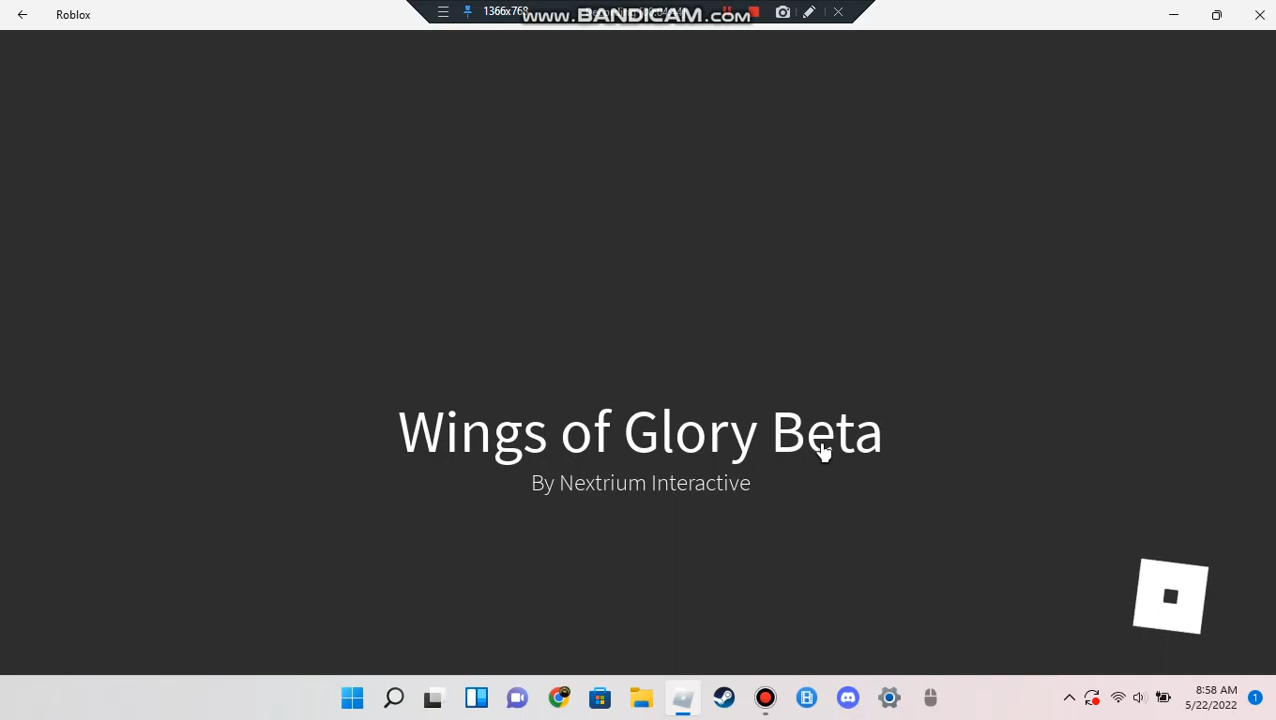 Roblox
1366x768
www.BANDICAM.com
Wings of Glory Beta
By Nextrium Interactive
8:58 AM
5/22/2022
1